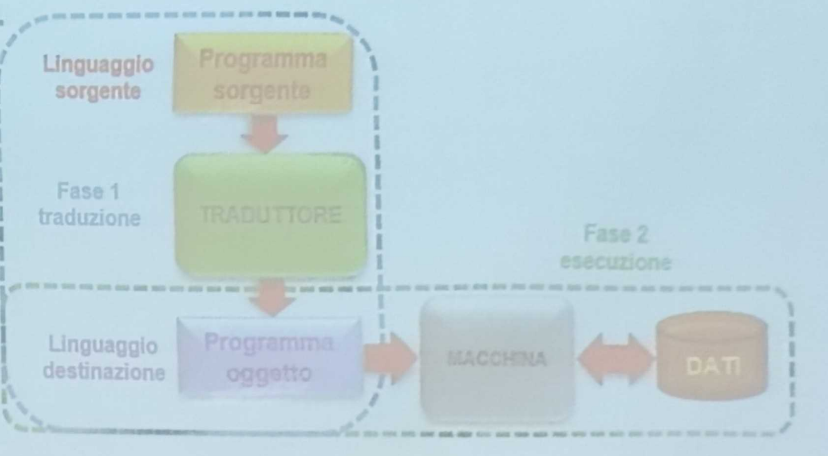 Linguaggio
sorgente
Programma
sorgente
Fase 1
traduzione
TRADUTTORE
Fase 2
esecuzione
Linguaggio
destinazione
Programma
oggetto
MACCHINA
DATI